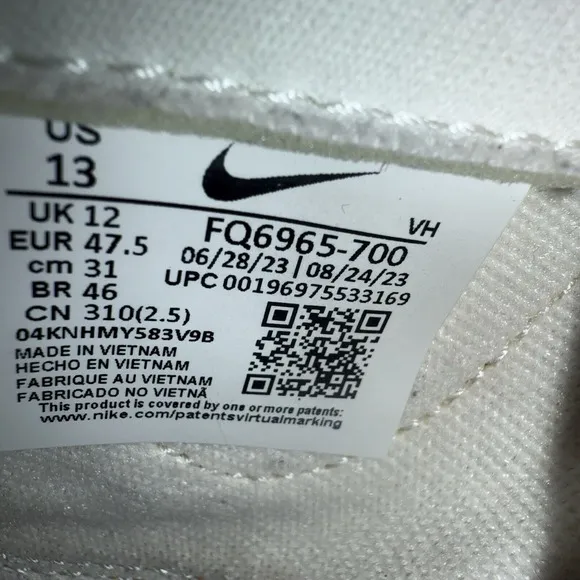 US
13
UK 12
EUR 47.5
cm 31
BR 46
CN 310(2.5)
04KNHMY583V9B
VH
FQ6965-700
06/28/23 | 08/24/23
UPC 00196975533169
MADE IN VIETNAM
HECHO EN VIETNAM
FABRIQUE AU VIETNAM
FABRICADO NO VIETNÃ
This product is covered by one or more patents:
www.nike.com/patentsvirtualmarking